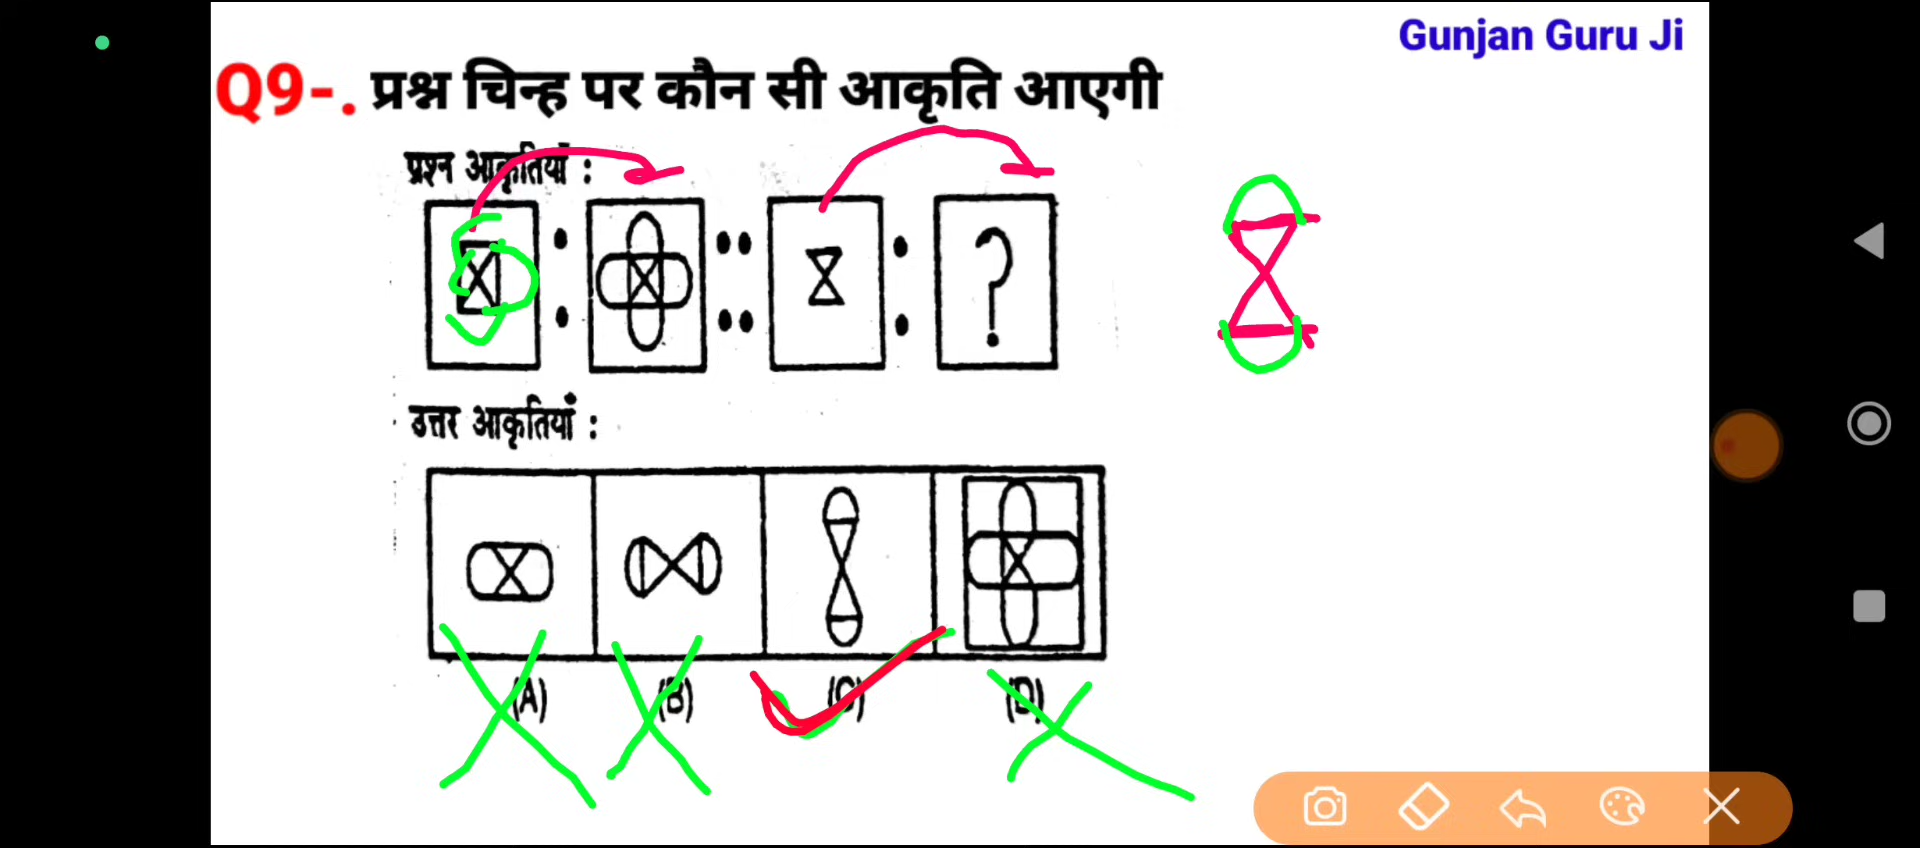 Gunjan Guru Ji
Q9-. प्रश्न चिन्ह पर कौन सी आकृति आएगी
प्रश्न आकृतियाँ :
?
उत्तर आकृतियाँ :
(A) (B) (C) (D)